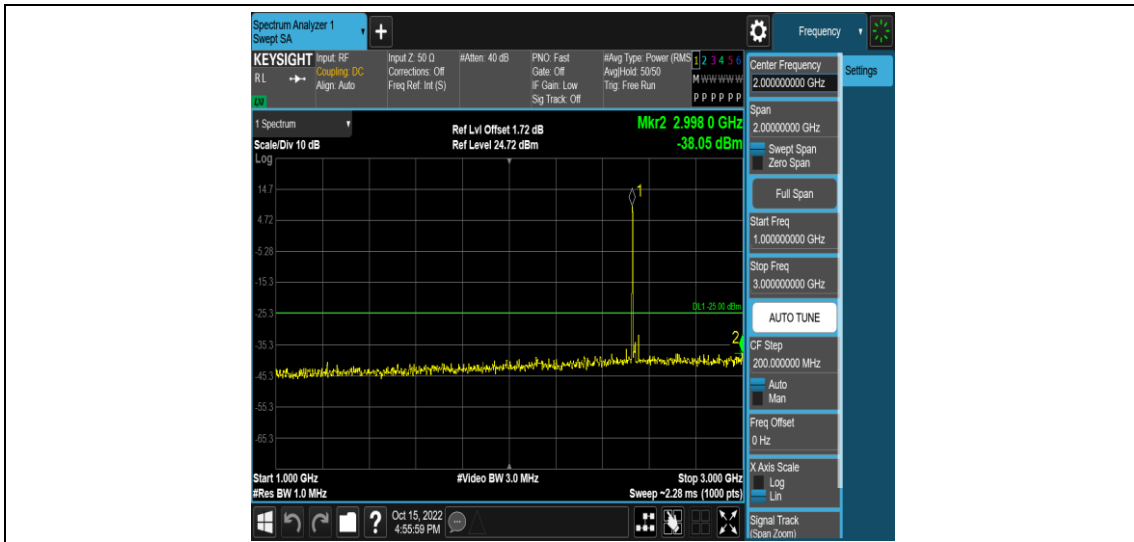 Spectrum Analyzer 1
Swept SA
+
Frequency
KEYSIGHT
RL
LNI
Input: RF
Coupling: DC
Align: Auto
Input Z: 50 Ω
Corrections: Off
Freq Ref: Int (S)
#Atten: 40 dB
PNO: Fast
Gate: Off
IF Gain: Low
Sig Track: Off
#Avg Type: Power (RMS
Avg|Hold: 50/50
Trig: Free Run
1 2 3 4 5 6
M W W W W W
P P P P P P
1 Spectrum
Scale/Div 10 dB
Log
Ref Lvl Offset 1.72 dB
Ref Level 24.72 dBm
Mkr2 2.998 0 GHz
-38.05 dBm
14.7
4.72
-5.28
-15.3
-25.3
-35.3
-45.3
-55.3
-65.3
1
DL1 -25.00 dBm
2
Start 1.000 GHz
#Res BW 1.0 MHz
#Video BW 3.0 MHz
Stop 3.000 GHz
Sweep ~2.28 ms (1000 pts)
?
Oct 15, 2022
4:55:59 PM
Center Frequency
2.000000000 GHz
Settings
Span
2.00000000 GHz
Swept Span
Zero Span
Full Span
Start Freq
1.000000000 GHz
Stop Freq
3.000000000 GHz
AUTO TUNE
CF Step
200.000000 MHz
Auto
Man
Freq Offset
0 Hz
X Axis Scale
Log
Lin
Signal Track
(Span Zoom)